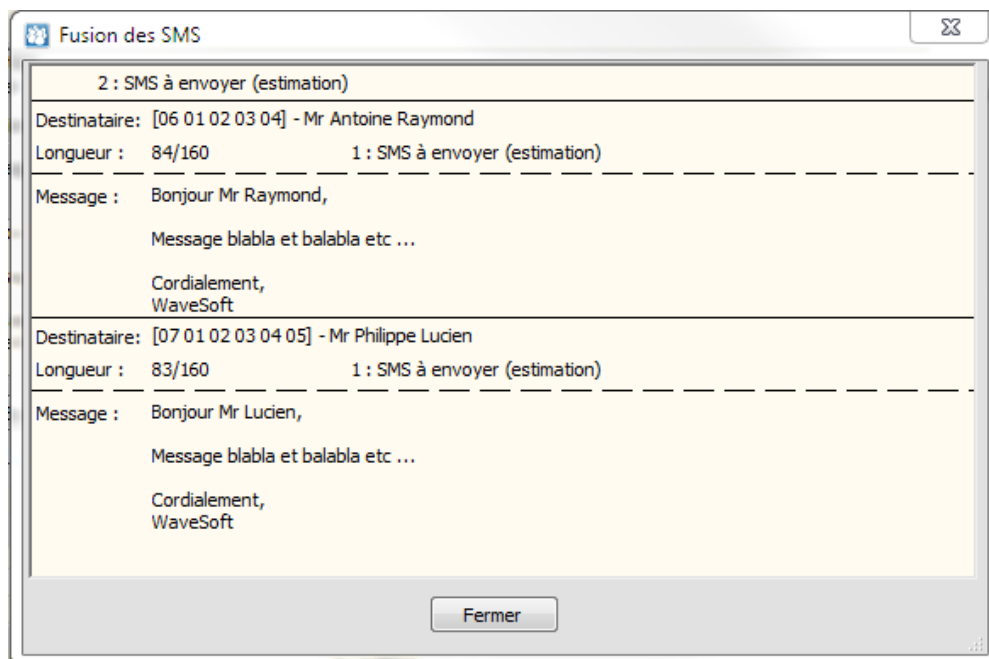 Fusion des SMS
2 : SMS à envoyer (estimation)
Destinataire: [06 01 02 03 04] - Mr Antoine Raymond
Longueur : 84/160 1 : SMS à envoyer (estimation)
Message : Bonjour Mr Raymond,
Message blabla et balabla etc ...
Cordialement,
WaveSoft
Destinataire: [07 01 02 03 04 05] - Mr Philippe Lucien
Longueur : 83/160 1 : SMS à envoyer (estimation)
Message : Bonjour Mr Lucien,
Message blabla et balabla etc ...
Cordialement,
WaveSoft
Fermer